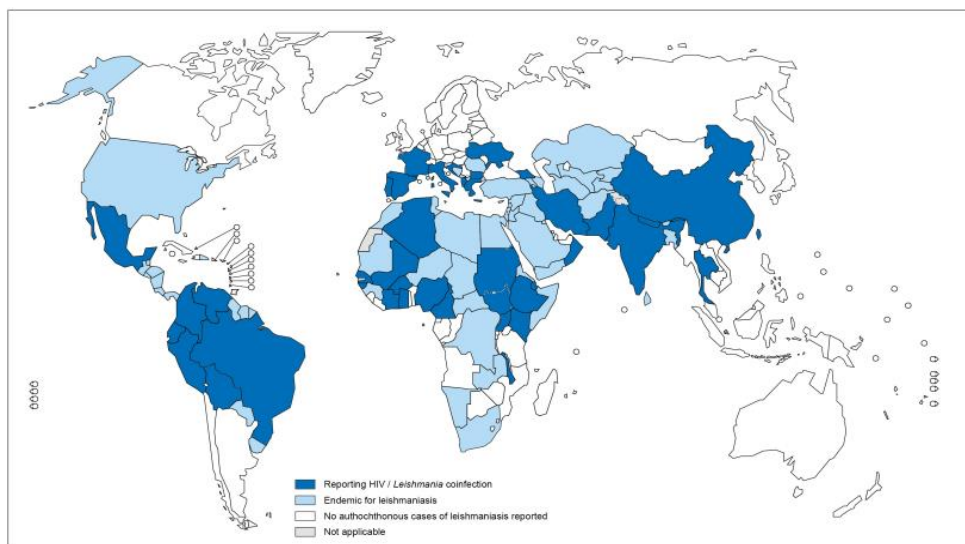 Reporting HIV / Leishmania coinfection
Endemic for leishmaniasis
No authochthonous cases of leishmaniasis reported
Not applicable